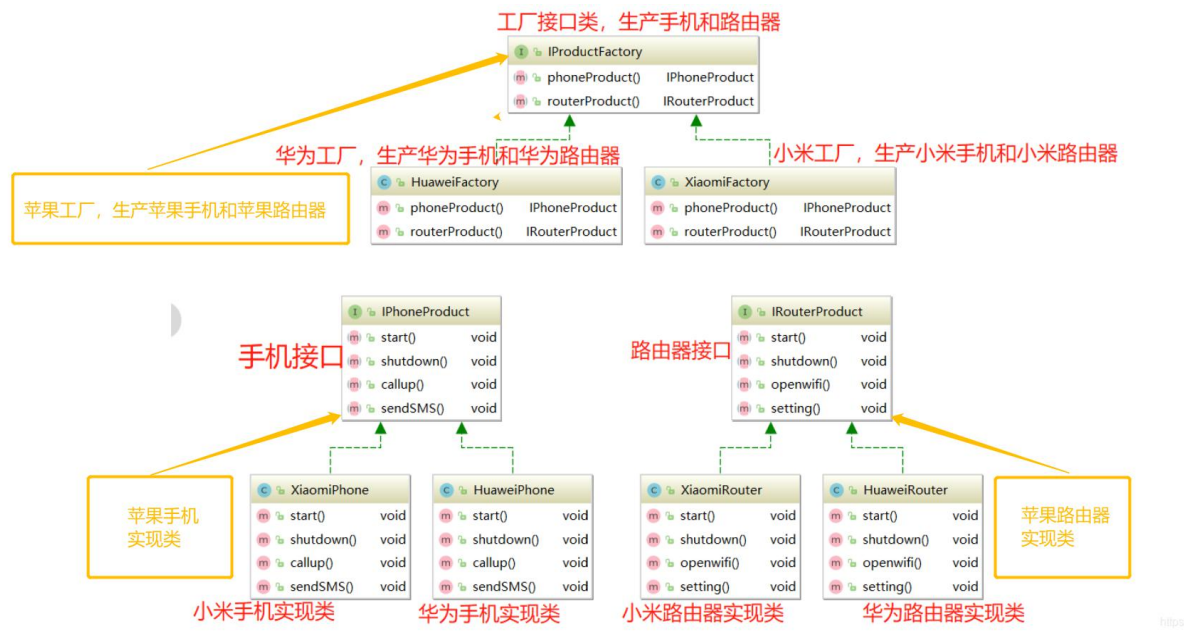 工厂接口类，生产手机和路由器
IProductFactory
phoneProduct() IPhoneProduct
routerProduct() IRouterProduct
华为工厂，生产华为手机和华为路由器
小米工厂，生产小米手机和小米路由器
苹果工厂，生产苹果手机和苹果路由器
HuaweiFactory
phoneProduct() IPhoneProduct
routerProduct() IRouterProduct
XiaomiFactory
phoneProduct() IPhoneProduct
routerProduct() IRouterProduct
手机接口
IPhoneProduct
start() void
shutdown() void
callup() void
sendSMS() void
路由器接口
IRouterProduct
start() void
shutdown() void
openwifi() void
setting() void
苹果手机
实现类
XiaomiPhone
start() void
shutdown() void
callup() void
sendSMS() void
小米手机实现类
HuaweiPhone
start() void
shutdown() void
callup() void
sendSMS() void
华为手机实现类
XiaomiRouter
start() void
shutdown() void
openwifi() void
setting() void
小米路由器实现类
HuaweiRouter
start() void
shutdown() void
openwifi() void
setting() void
华为路由器实现类
苹果路由器
实现类
https